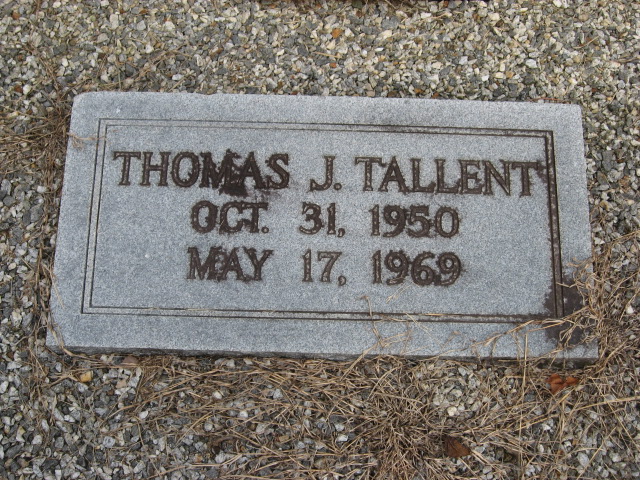 THOMAS J. TALLENT
OCT. 31, 1950
MAY 17, 1969